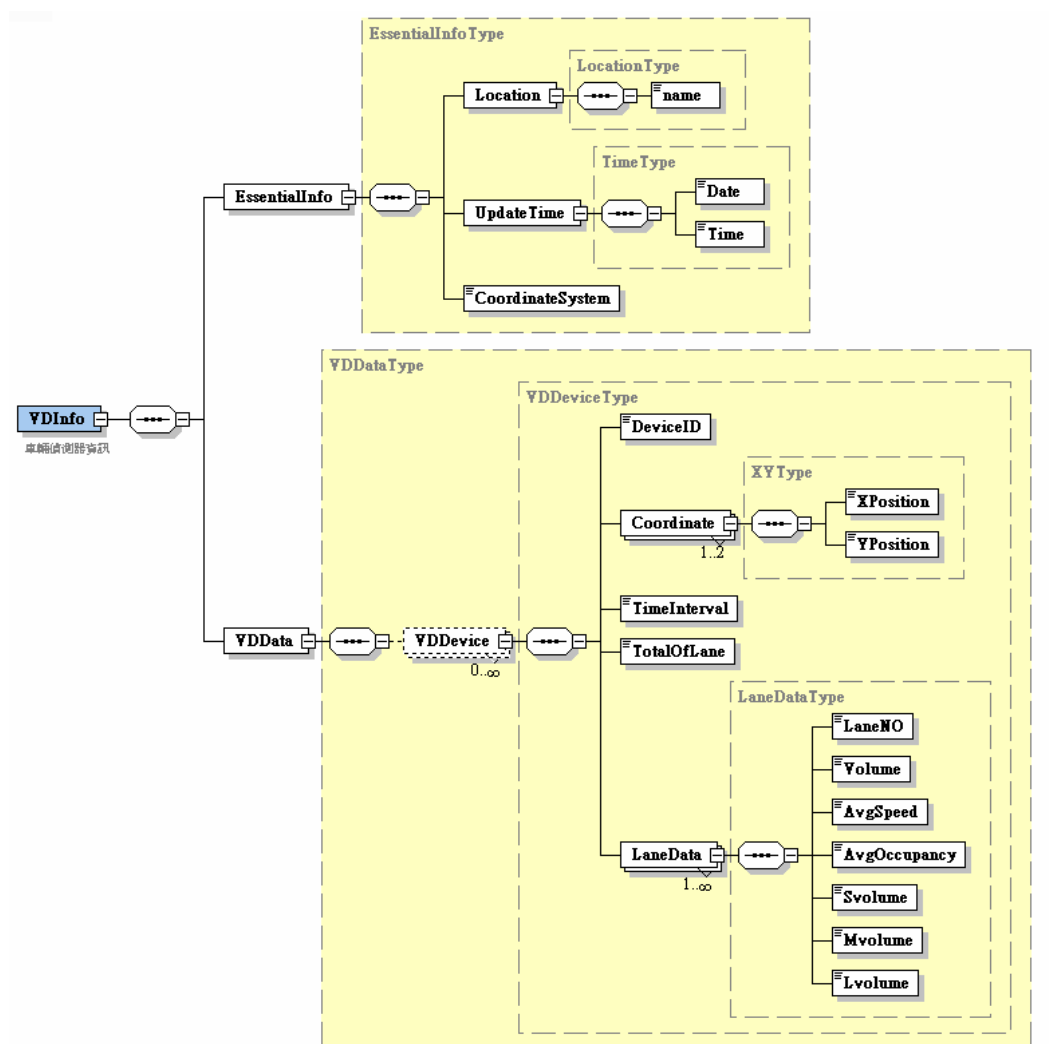 EssentialInfoType
LocationType
Location
name
TimeType
EssentialInfo
UpdateTime
Date
Time
CoordinateSystem
VDDataType
VDDeviceType
VDInfo
車輛偵測器資訊
DeviceID
XYType
Coordinate
1..2
XPosition
YPosition
TimeInterval
VDData
VDDevice
0..∞
TotalOfLane
LaneDataType
LaneNO
Volume
AvgSpeed
LaneData
1..∞
AvgOccupancy
Svolume
Mvolume
Lvolume